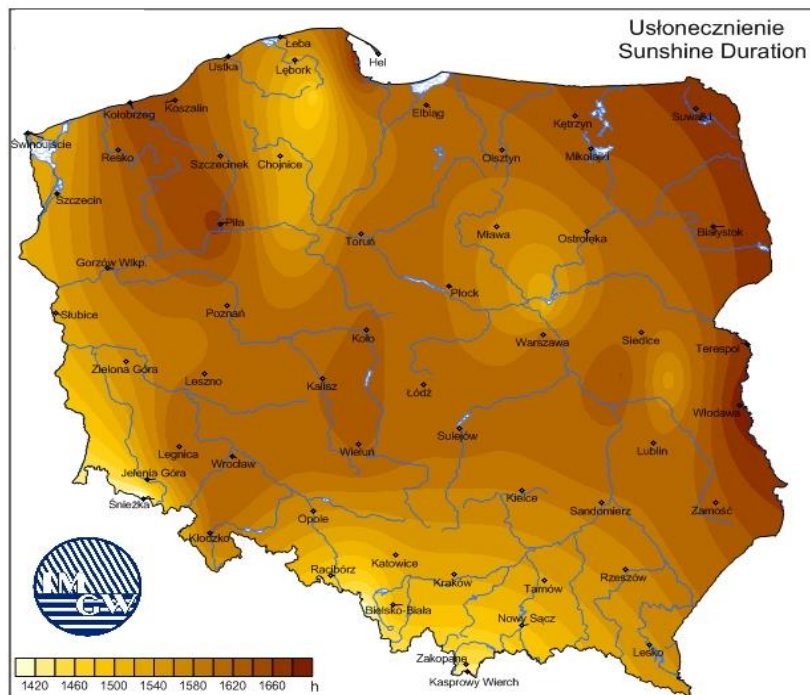 Usłonecznienie
Sunshine Duration
Łeba
Ustka
Lębork
Hel
Kołobrzeg
Koszalin
Elbląg
Kętrzyn
Suwałki
Świnoujście
Resko
Szczecinek
Chojnice
Olsztyn
Mikołajki
Szczecin
Piła
Toruń
Mława
Ostrołęka
Białystok
Gorzów Wlkp.
Płock
Słubice
Poznań
Koło
Warszawa
Siedlce
Terespol
Zielona Góra
Leszno
Kalisz
Łódź
Włodawa
Sulejów
Legnica
Wrocław
Wieluń
Lublin
Jelenia Góra
Śnieżka
Kielce
Sandomierz
Zamość
Opole
Kłodzko
Katowice
Racibórz
Kraków
Tarnów
Rzeszów
Bielsko-Biała
Nowy Sącz
Lesko
Zakopane
Kasprowy Wierch
IM
GW
1420 1460 1500 1540 1580 1620 1660 h